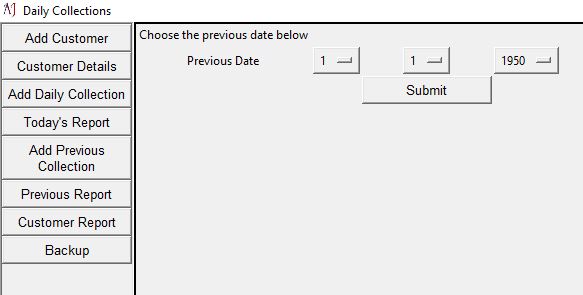 Daily Collections
Add Customer
Customer Details
Add Daily Collection
Today's Report
Add Previous
Collection
Previous Report
Customer Report
Backup
Choose the previous date below
Previous Date 1 1 1950
Submit